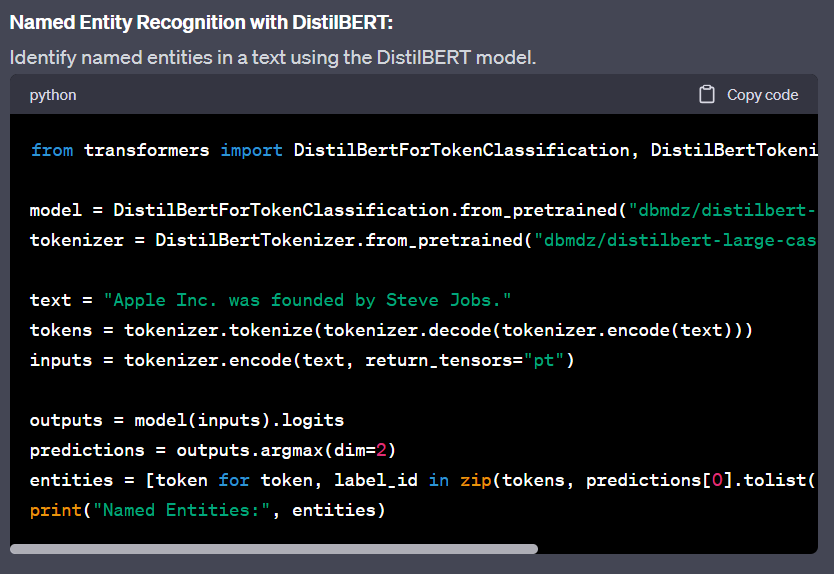 Named Entity Recognition with DistilBERT:
Identify named entities in a text using the DistilBERT model.
python
Copy code
from transformers import DistilBertForTokenClassification, DistilBertTokeni
model = DistilBertForTokenClassification.from_pretrained("dbmdz/distilbert-
tokenizer = DistilBertTokenizer.from_pretrained("dbmdz/distilbert-large-cas
text = "Apple Inc. was founded by Steve Jobs."
tokens = tokenizer.tokenize(tokenizer.decode(tokenizer.encode(text)))
inputs = tokenizer.encode(text, return_tensors="pt")
outputs = model(inputs).logits
predictions = outputs.argmax(dim=2)
entities = [token for token, label_id in zip(tokens, predictions[0].tolist(
print("Named Entities:", entities)